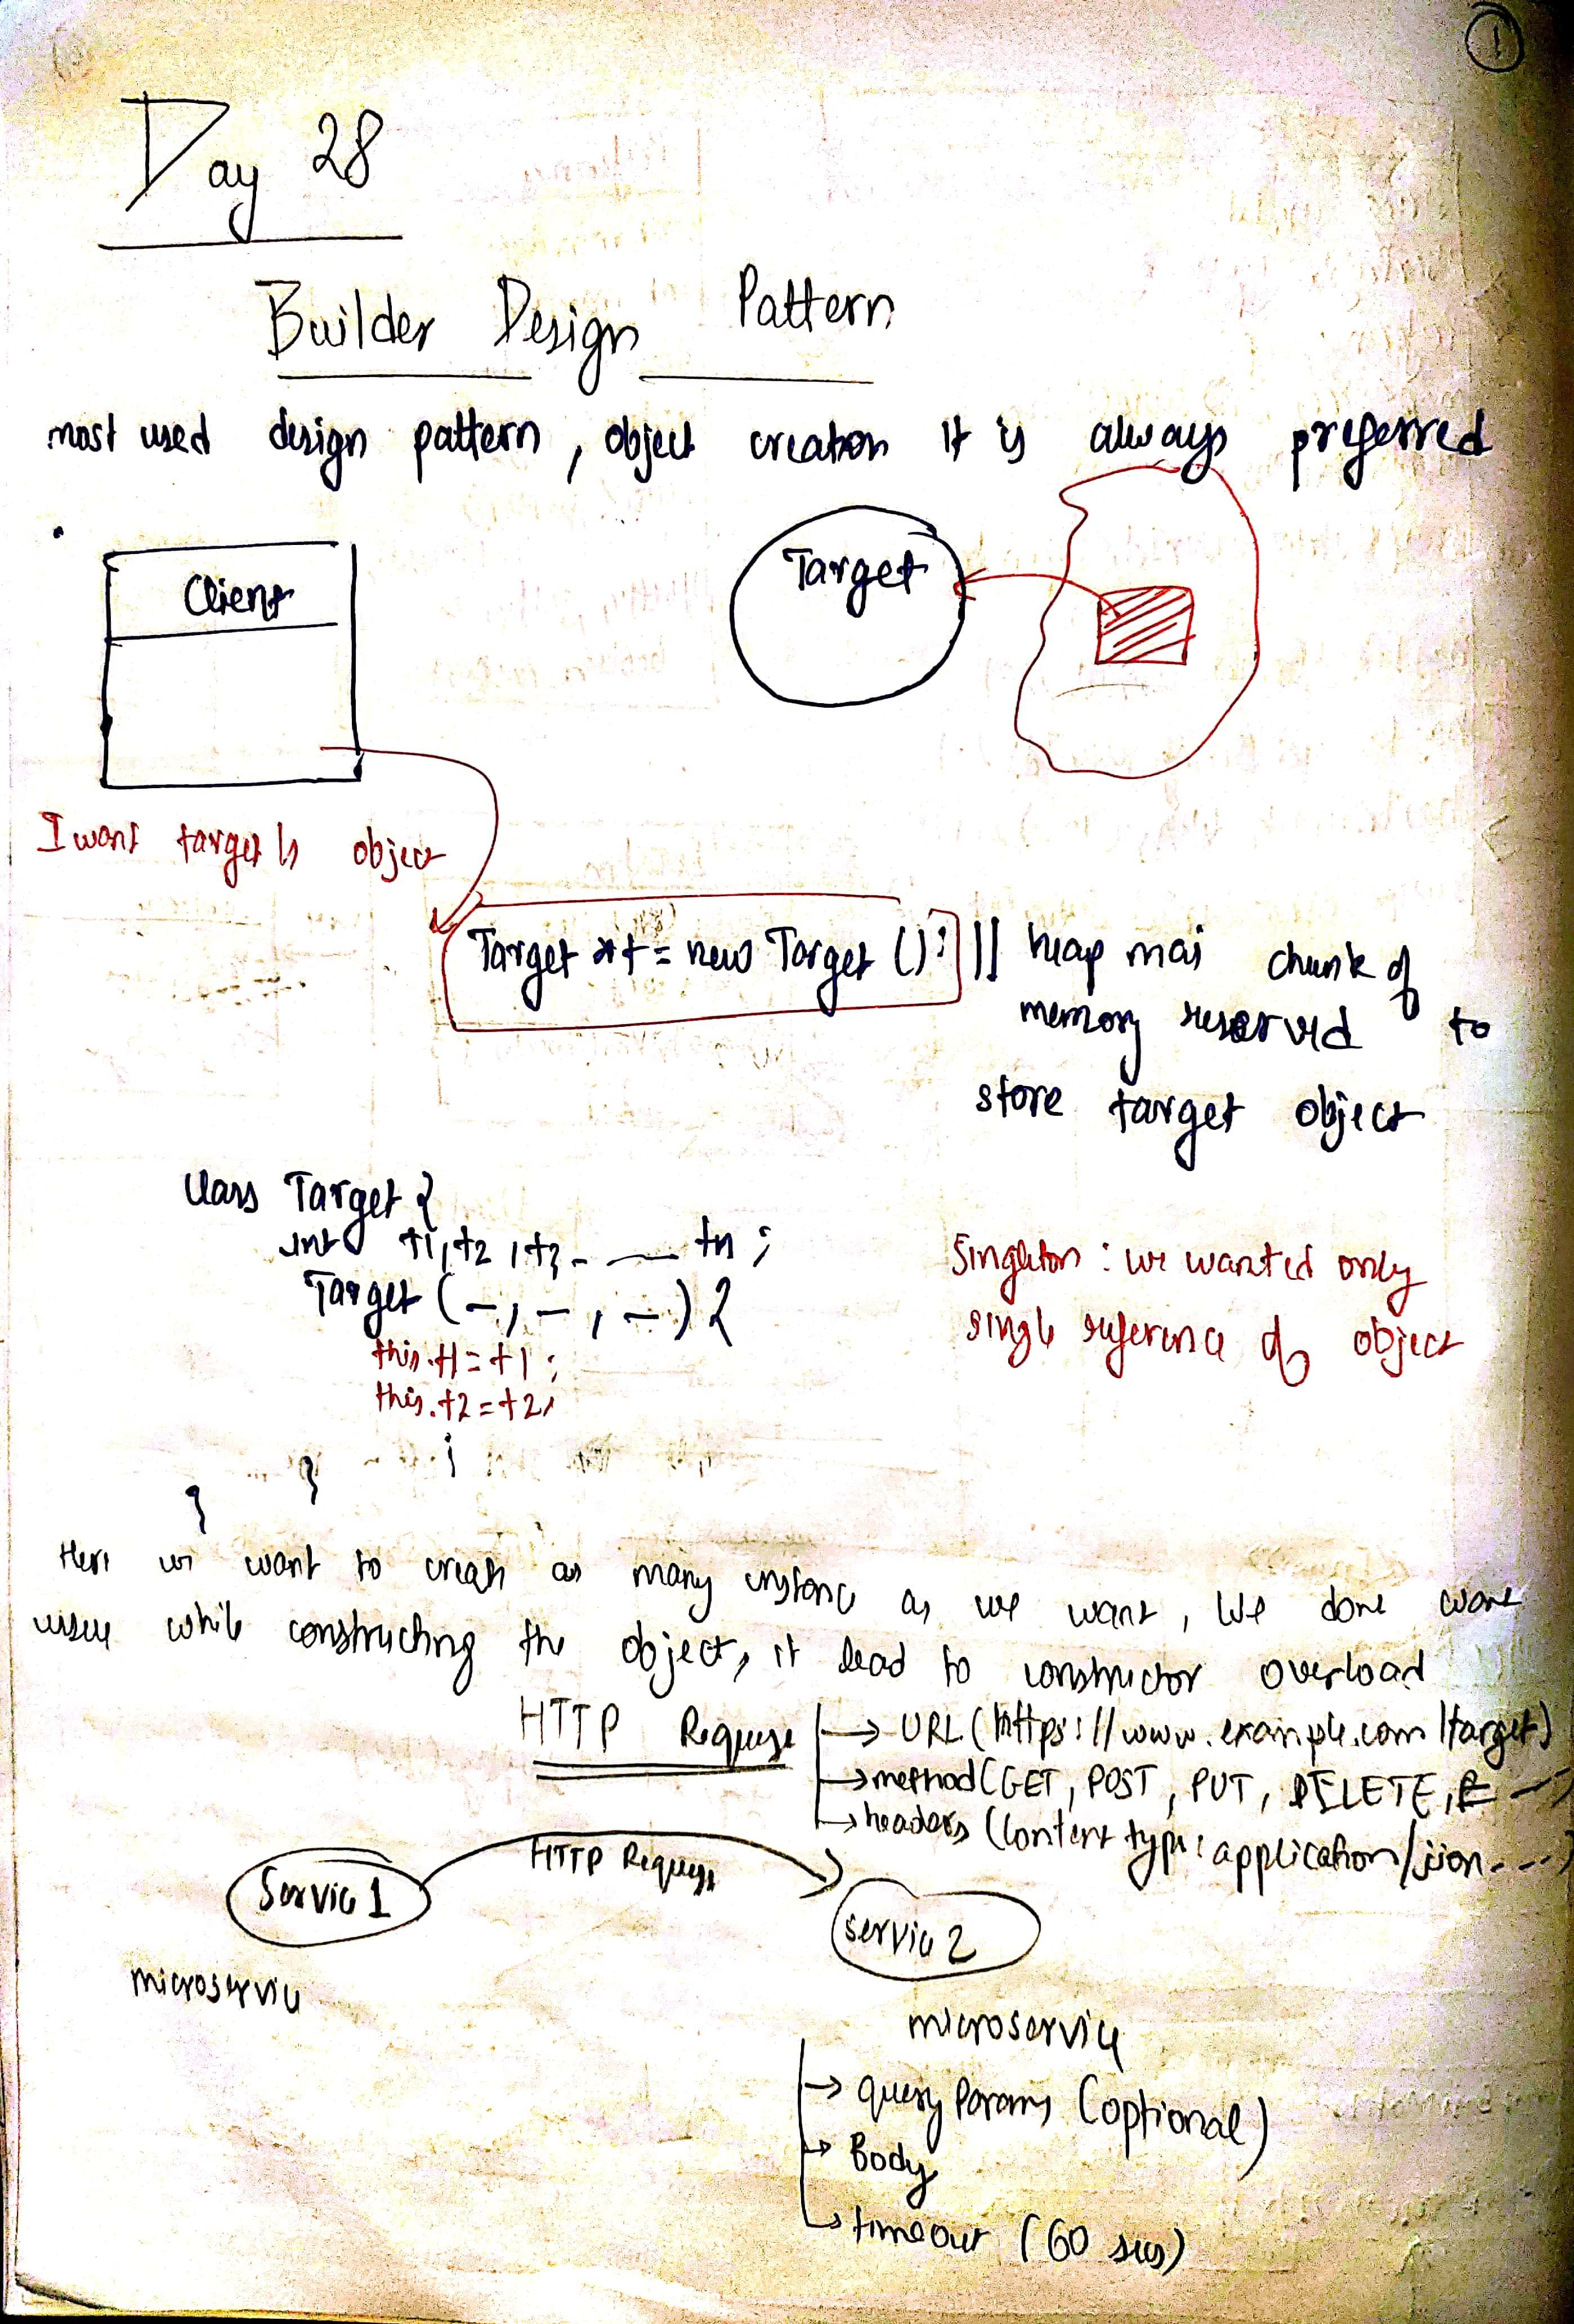 1
Day 28
Builder Design Pattern
most used design pattern, object creation it is always preferred
Client
Target
I want target's object
Target *t = new Target(); || heap mai chunk of
memory reserved to
store target object
class Target {
int t1, t2, t3 - — tn;
Target (-, -, -) {
this.t1 = t1;
this.t2 = t2;
}
}
Singleton : we wanted only
single reference of object
Here we want to create as many instance as we want, We
while constructing the object, it lead to constructor overload
HTTP Request → URL (https://www.example.com/target)
→ method (GET, POST, PUT, DELETE, —)
→ headers (content type: application/json....)
HTTP Request
Service 1
service 2
microservice
microservice
→ query params (optional)
→ Body
→ timeout (60 secs)